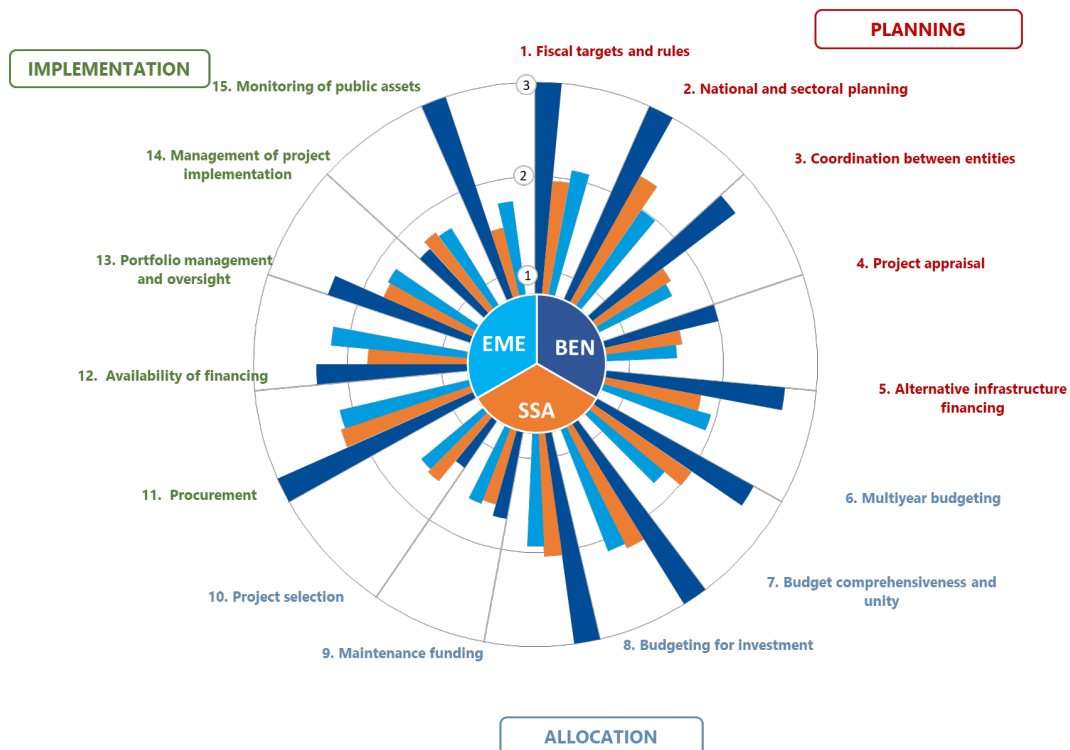 PLANNING
IMPLEMENTATION
1. Fiscal targets and rules
2. National and sectoral planning
3. Coordination between entities
4. Project appraisal
5. Alternative infrastructure
financing
6. Multiyear budgeting
7. Budget comprehensiveness and
unity
8. Budgeting for investment
9. Maintenance funding
10. Project selection
11. Procurement
12. Availability of financing
13. Portfolio management
and oversight
14. Management of project
implementation
15. Monitoring of public assets
3
2
1
EME
BEN
SSA
ALLOCATION